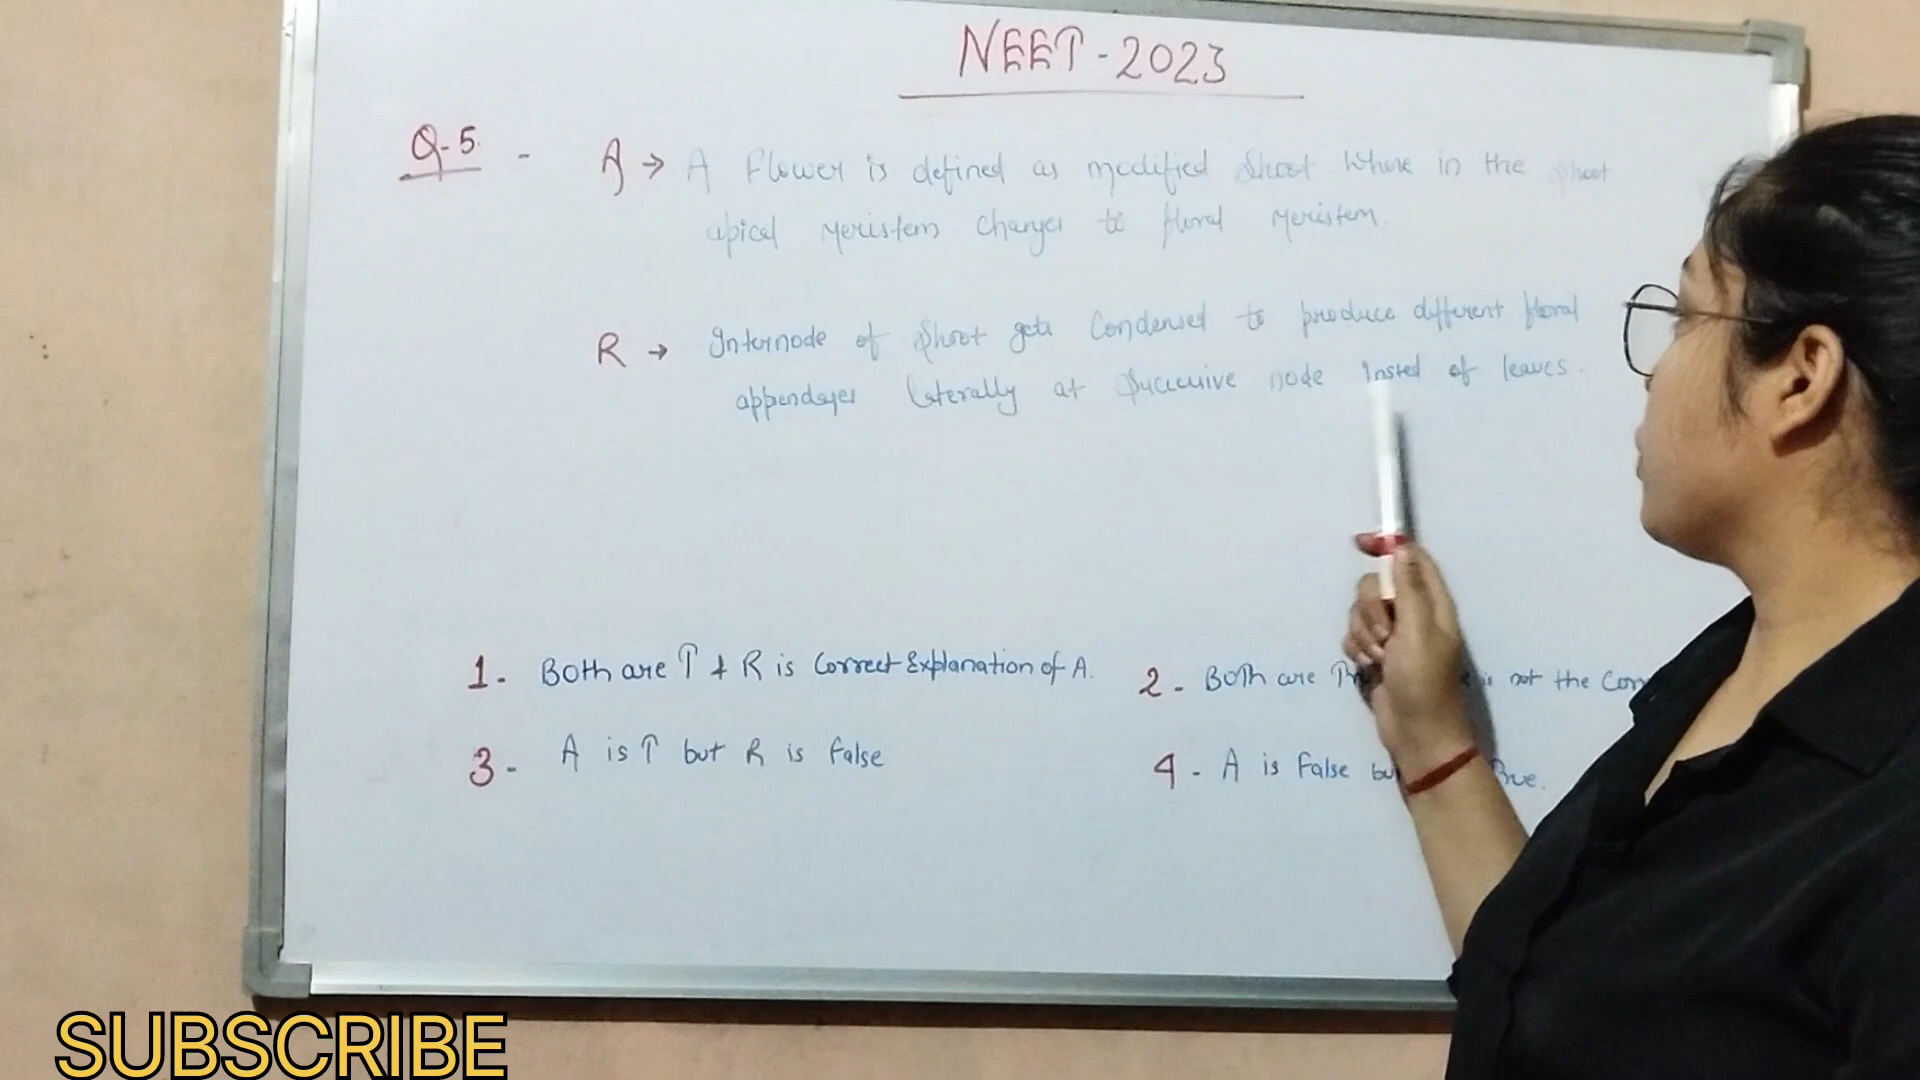 NEET-2023
Q-5. - A → A Flower is defined as modified Shoot Where in the Shoot
apical Meristem Changes to floral Meristem.
R → Internode of Shoot gets Condensed to produce different floral
appendages laterally at Successive node Insted of leaves.
1. Both are T & R is Correct Explanation of A.
2 - Both are is not the
3 - A is T but R is False
4 - A is False
SUBSCRIBE